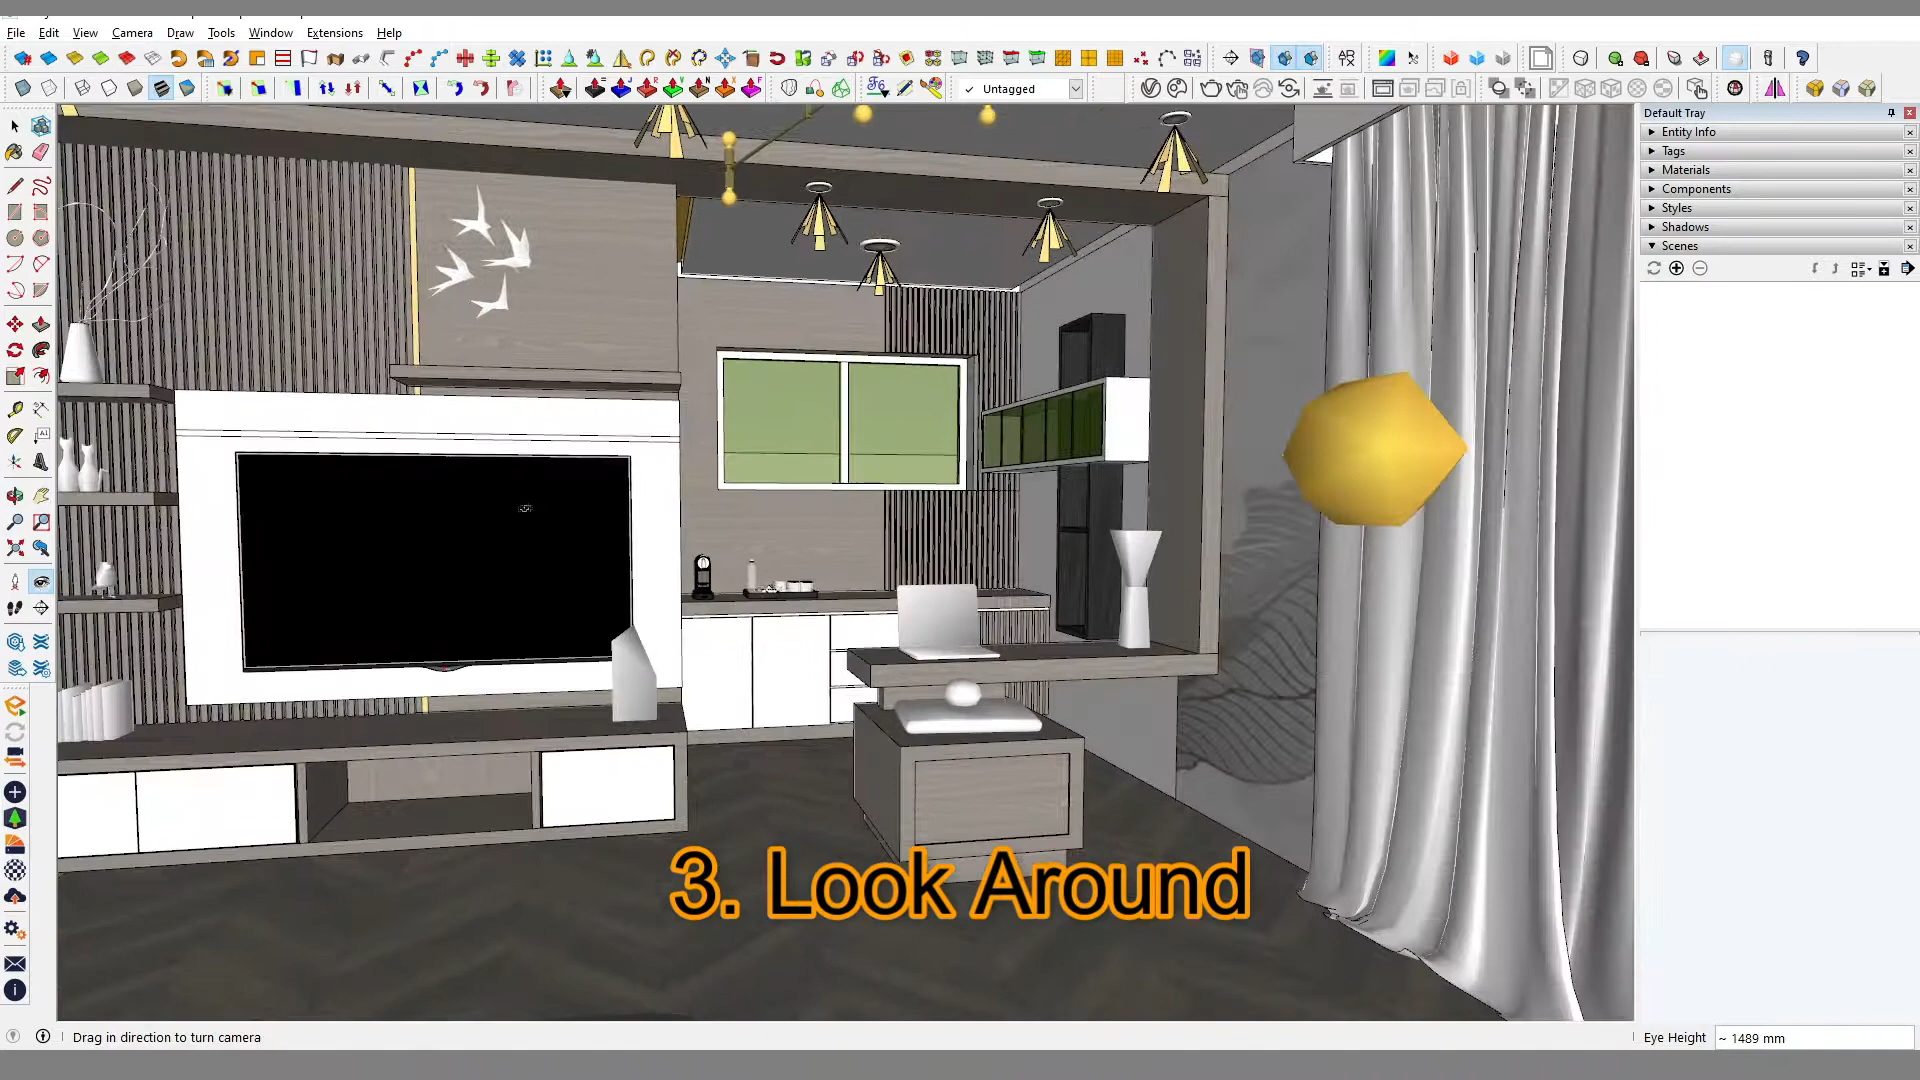 File Edit View Camera Draw Tools Window Extensions Help
Untagged
Default Tray
Entity Info
Tags
Materials
Components
Styles
Shadows
Scenes
3. Look Around
Drag in direction to turn camera
Eye Height ~ 1489 mm